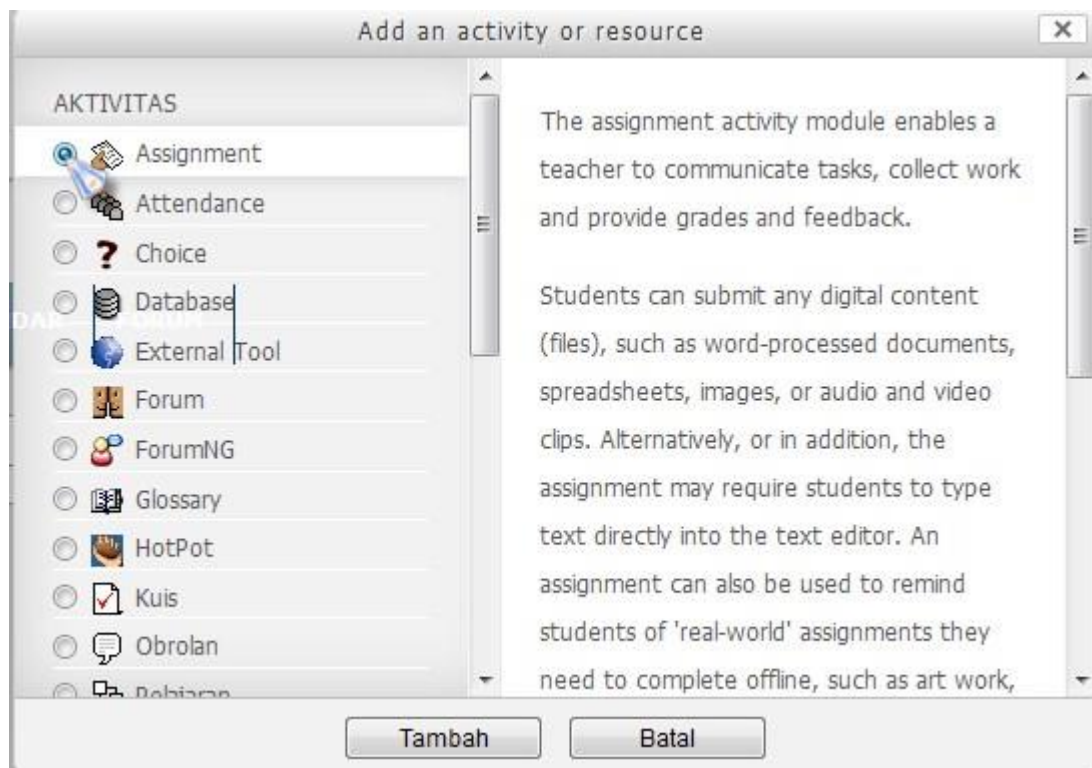 Add an activity or resource
AKTIVITAS
Assignment
Attendance
Choice
Database
DAR FORUM
External Tool
Forum
ForumNG
Glossary
HotPot
Kuis
Obrolan
Pelajaran
The assignment activity module enables a
teacher to communicate tasks, collect work
and provide grades and feedback.
Students can submit any digital content
(files), such as word-processed documents,
spreadsheets, images, or audio and video
clips. Alternatively, or in addition, the
assignment may require students to type
text directly into the text editor. An
assignment can also be used to remind
students of 'real-world' assignments they
need to complete offline, such as art work,
Tambah
Batal